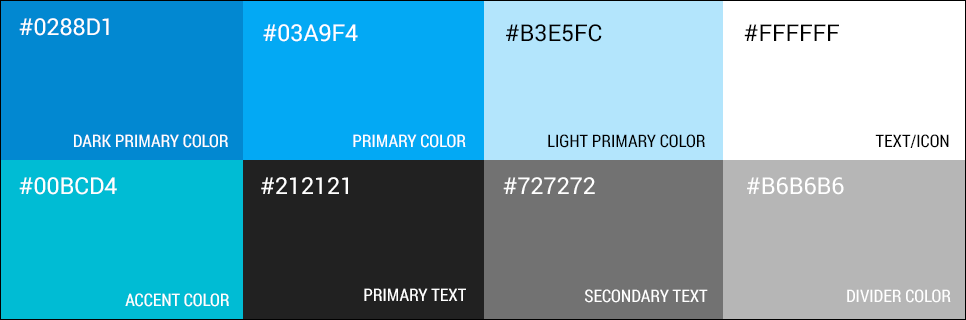 #0288D1
DARK PRIMARY COLOR
#03A9F4
PRIMARY COLOR
#B3E5FC
LIGHT PRIMARY COLOR
#FFFFFF
TEXT/ICON
#00BCD4
ACCENT COLOR
#212121
PRIMARY TEXT
#727272
SECONDARY TEXT
#B6B6B6
DIVIDER COLOR